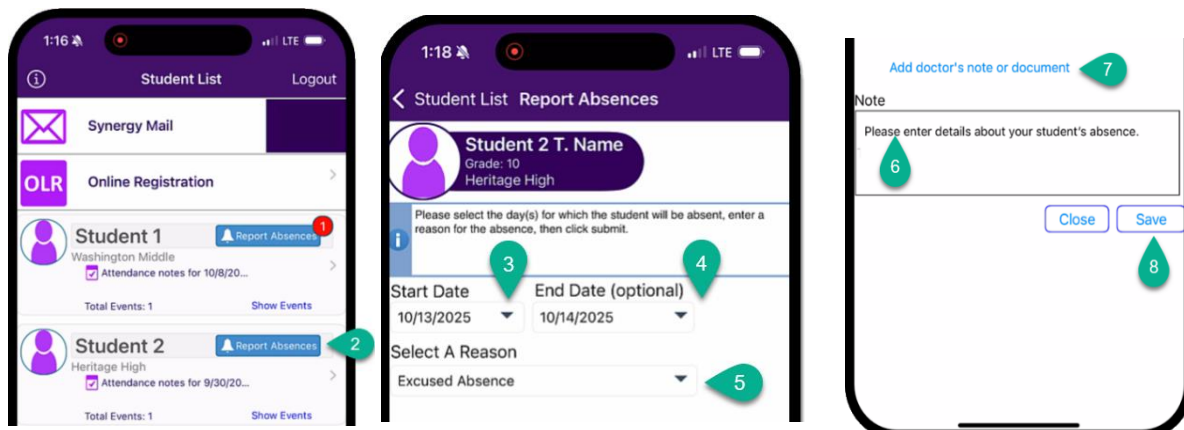 1:16 LTE
Student List Logout
Synergy Mail
OLR Online Registration
1
Student 1 Report Absences
Washington Middle
Attendance notes for 10/8/20...
Total Events: 1 Show Events
Student 2 Report Absences 2
Heritage High
Attendance notes for 9/30/20...
Total Events: 1 Show Events
1:18 LTE
Student List Report Absences
Student 2 T. Name
Grade: 10
Heritage High
Please select the day(s) for which the student will be absent, enter a
reason for the absence, then click submit.
3 4
Start Date End Date (optional)
10/13/2025 10/14/2025
Select A Reason
Excused Absence 5
Add doctor's note or document 7
Note
Please enter details about your student's absence.
6
Close Save
8